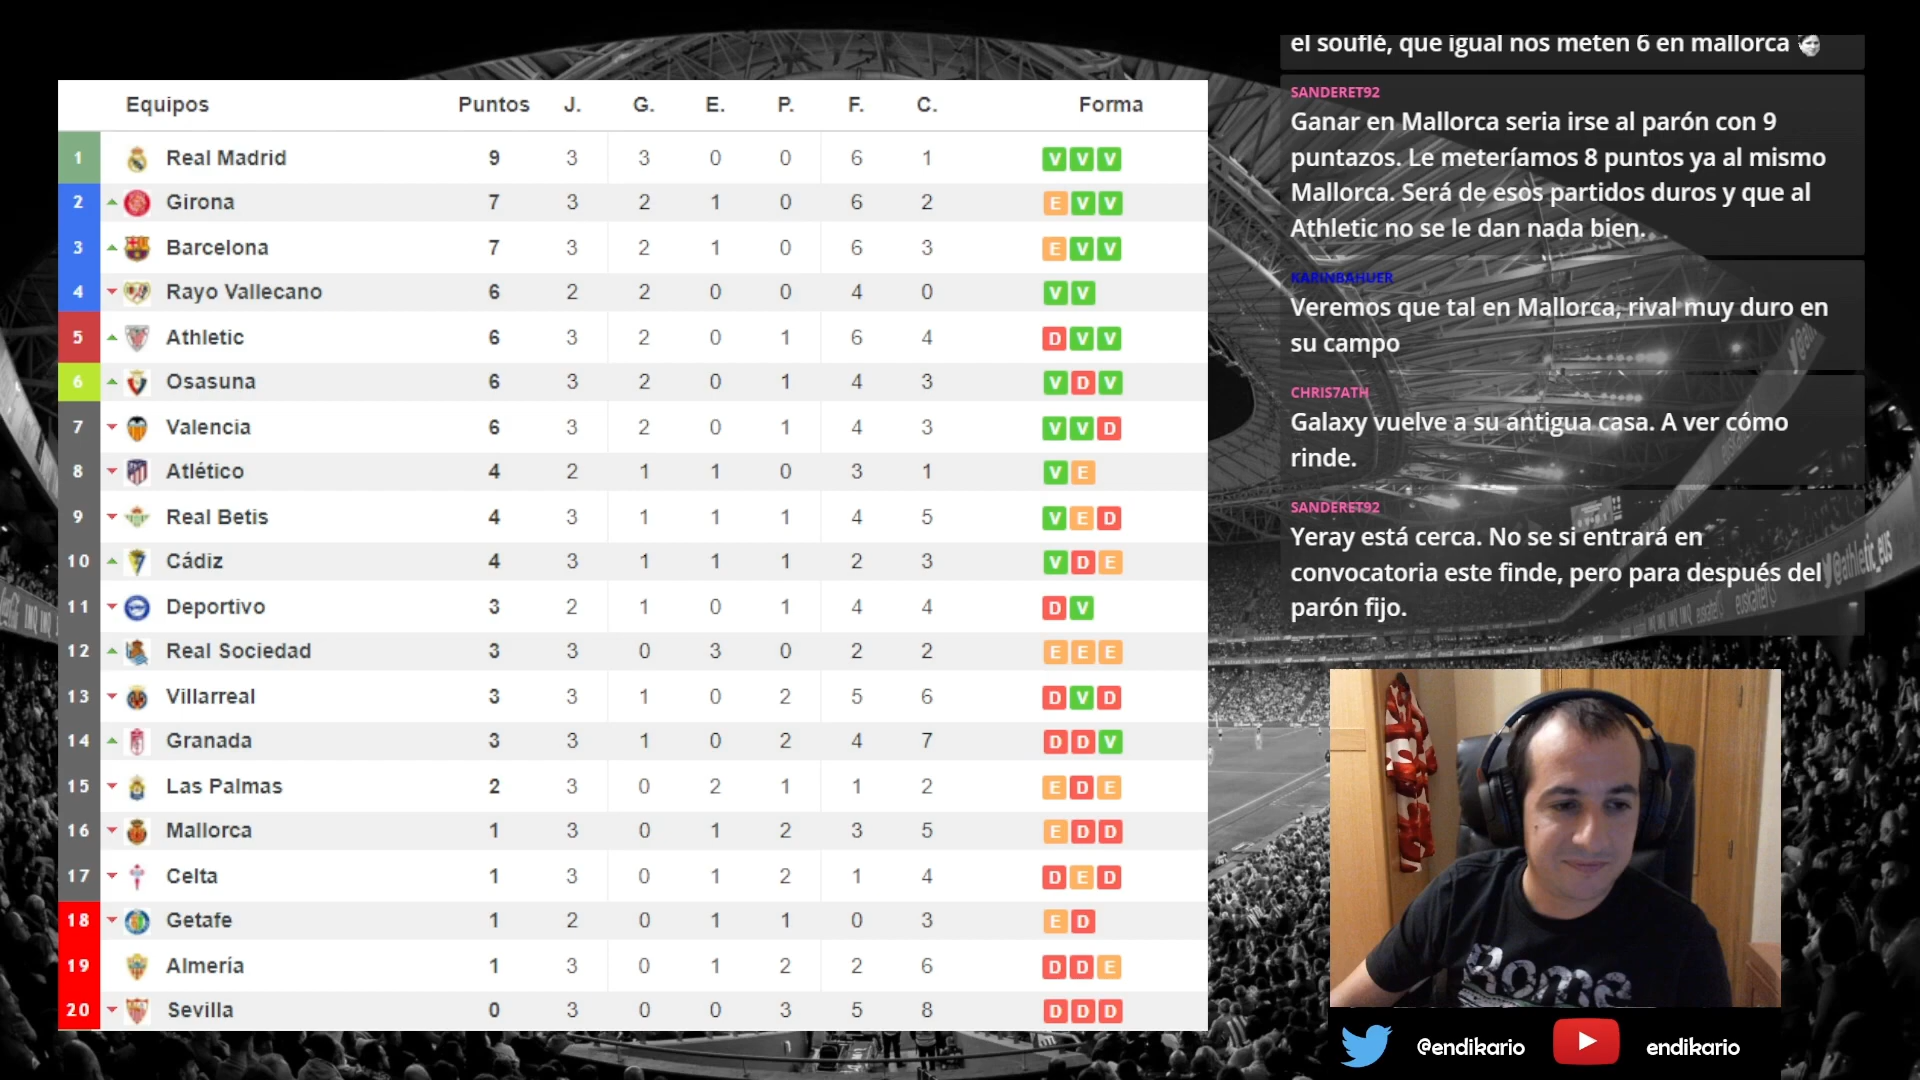 Equipos Puntos J. G. E. P. F. C. Forma
1 Real Madrid 9 3 3 0 0 6 1 V V V
2 Girona 7 3 2 1 0 6 2 E V V
3 Barcelona 7 3 2 1 0 6 3 E V V
4 Rayo Vallecano 6 2 2 0 0 4 0 V V
5 Athletic 6 3 2 0 1 6 4 D V V
6 Osasuna 6 3 2 0 1 4 3 V D V
7 Valencia 6 3 2 0 1 4 3 V V D
8 Atlético 4 2 1 1 0 3 1 V E
9 Real Betis 4 3 1 1 1 4 5 V E D
10 Cádiz 4 3 1 1 1 2 3 V D E
11 Deportivo 3 2 1 0 1 4 4 D V
12 Real Sociedad 3 3 0 3 0 2 2 E E E
13 Villarreal 3 3 1 0 2 5 6 D V D
14 Granada 3 3 1 0 2 4 7 D D V
15 Las Palmas 2 3 0 2 1 1 2 E D E
16 Mallorca 1 3 0 1 2 3 5 E D D
17 Celta 1 3 0 1 2 1 4 D E D
18 Getafe 1 2 0 1 1 0 3 E D
19 Almería 1 3 0 1 2 2 6 D D E
20 Sevilla 0 3 0 0 3 5 8 D D D
el souflé, que igual nos meten 6 en mallorca
SANDERET92
Ganar en Mallorca seria irse al parón con 9
puntazos. Le meteríamos 8 puntos ya al mismo
Mallorca. Será de esos partidos duros y que al
Athletic no se le dan nada bien.
KARINBAHUER
Veremos que tal en Mallorca, rival muy duro en
su campo
CHRIS7ATH
Galaxy vuelve a su antigua casa. A ver cómo
rinde.
SANDERET92
Yeray está cerca. No se si entrará en
convocatoria este finde, pero para después del
parón fijo.
@athletic_eus
euskaltel
Rome
@endikario
endikario